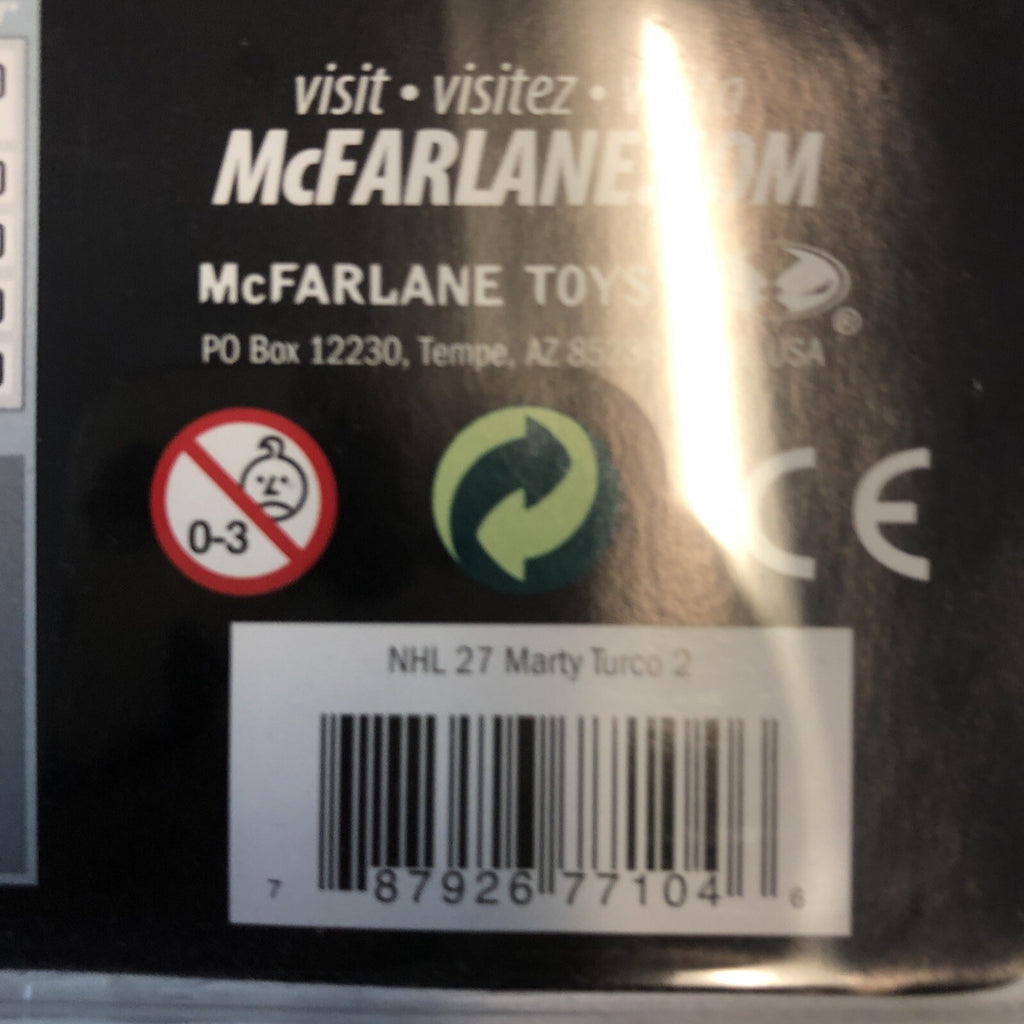 visit • visitez •
McFARLANE.COM
McFARLANE TOYS
®
PO Box 12230, Tempe, AZ USA
0-3
CE
NHL 27 Marty Turco 2
7 87926 77104 6